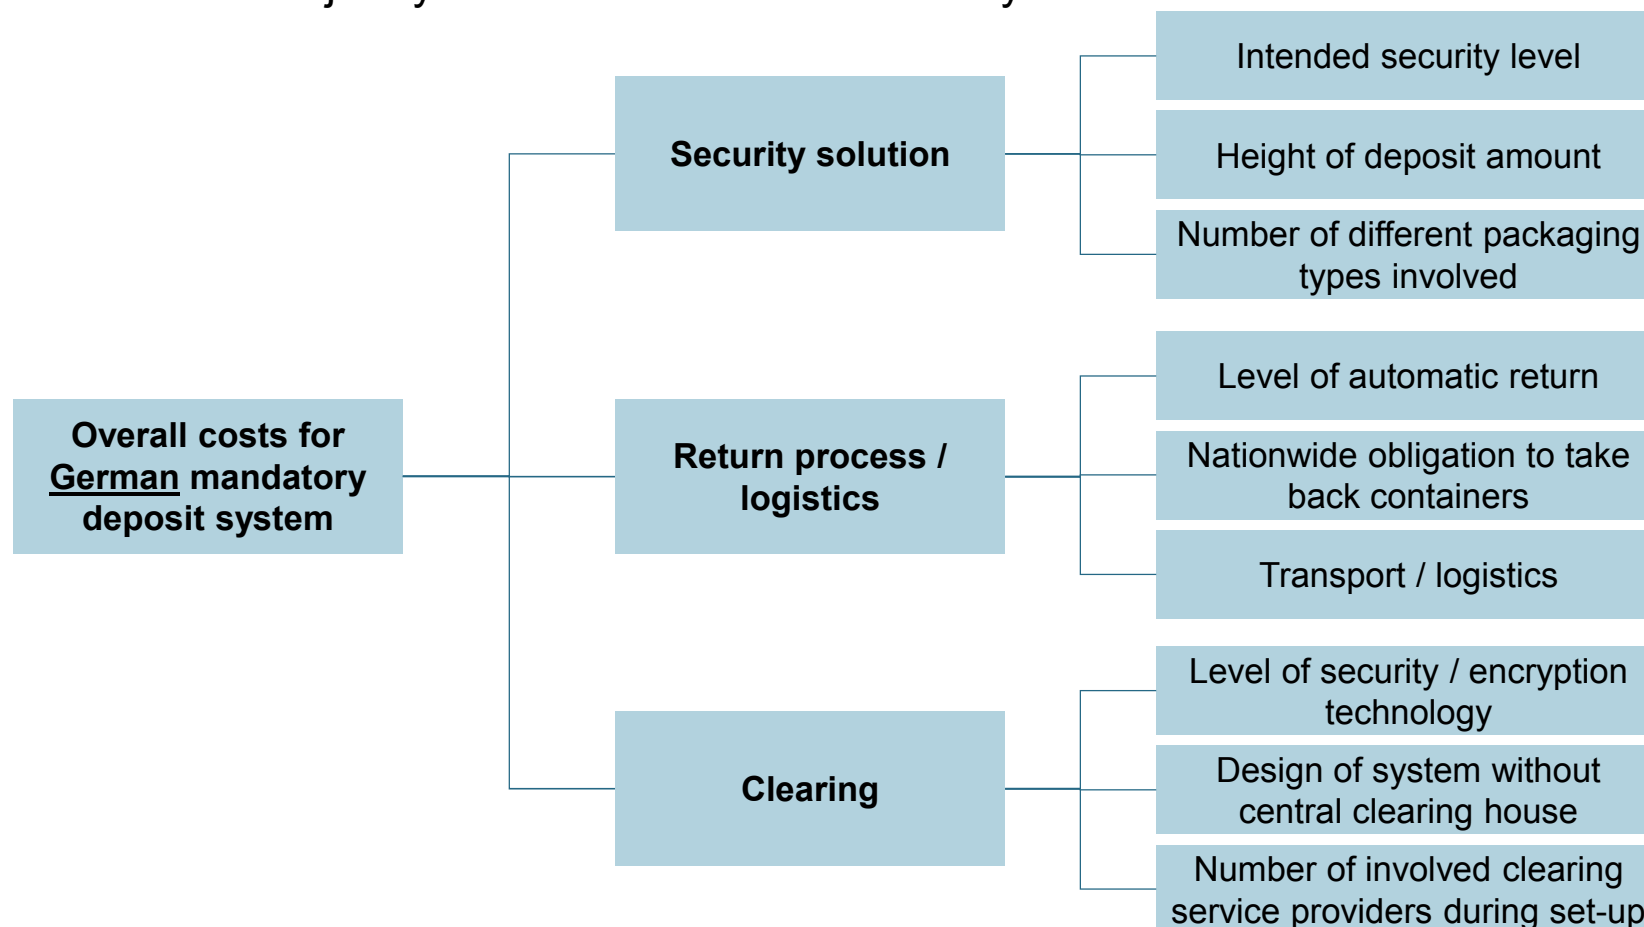 Intended security level
Security solution
Height of deposit amount
Number of different packaging
types involved
Overall costs for
German mandatory
deposit system
Return process /
logistics
Level of automatic return
Nationwide obligation to take
back containers
Transport / logistics
Clearing
Level of security / encryption
technology
Design of system without
central clearing house
Number of involved clearing
service providers during set-up